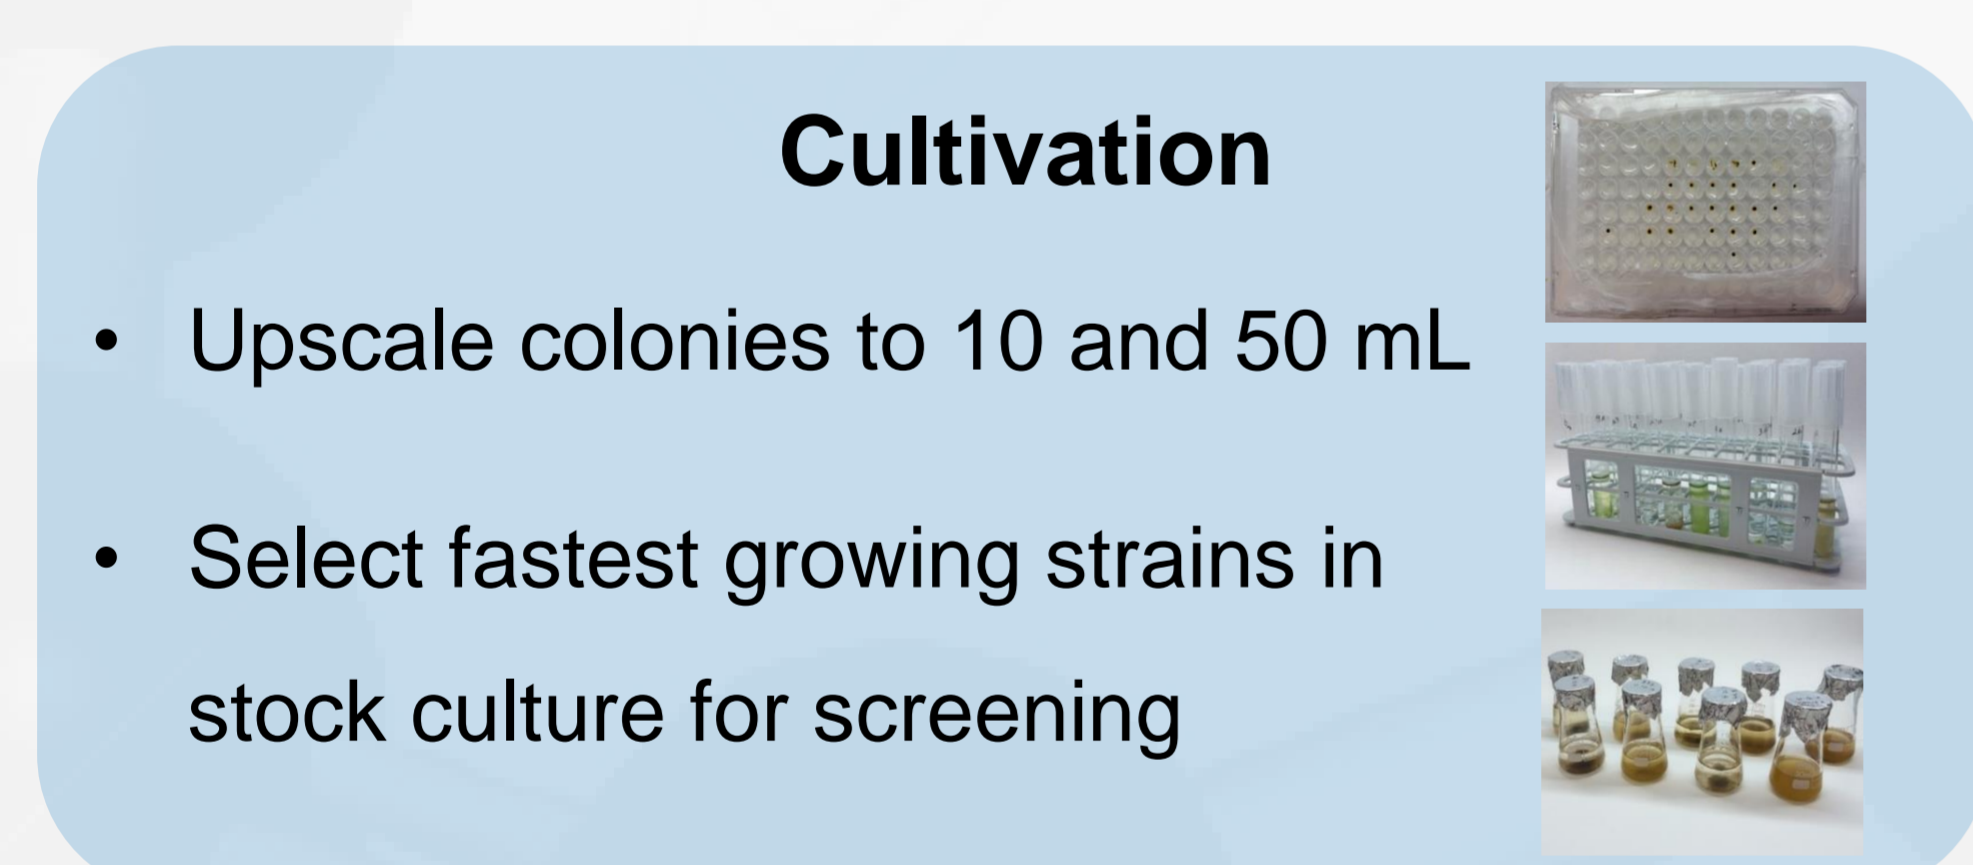 Cultivation
• Upscale colonies to 10 and 50 mL
• Select fastest growing strains in
stock culture for screening